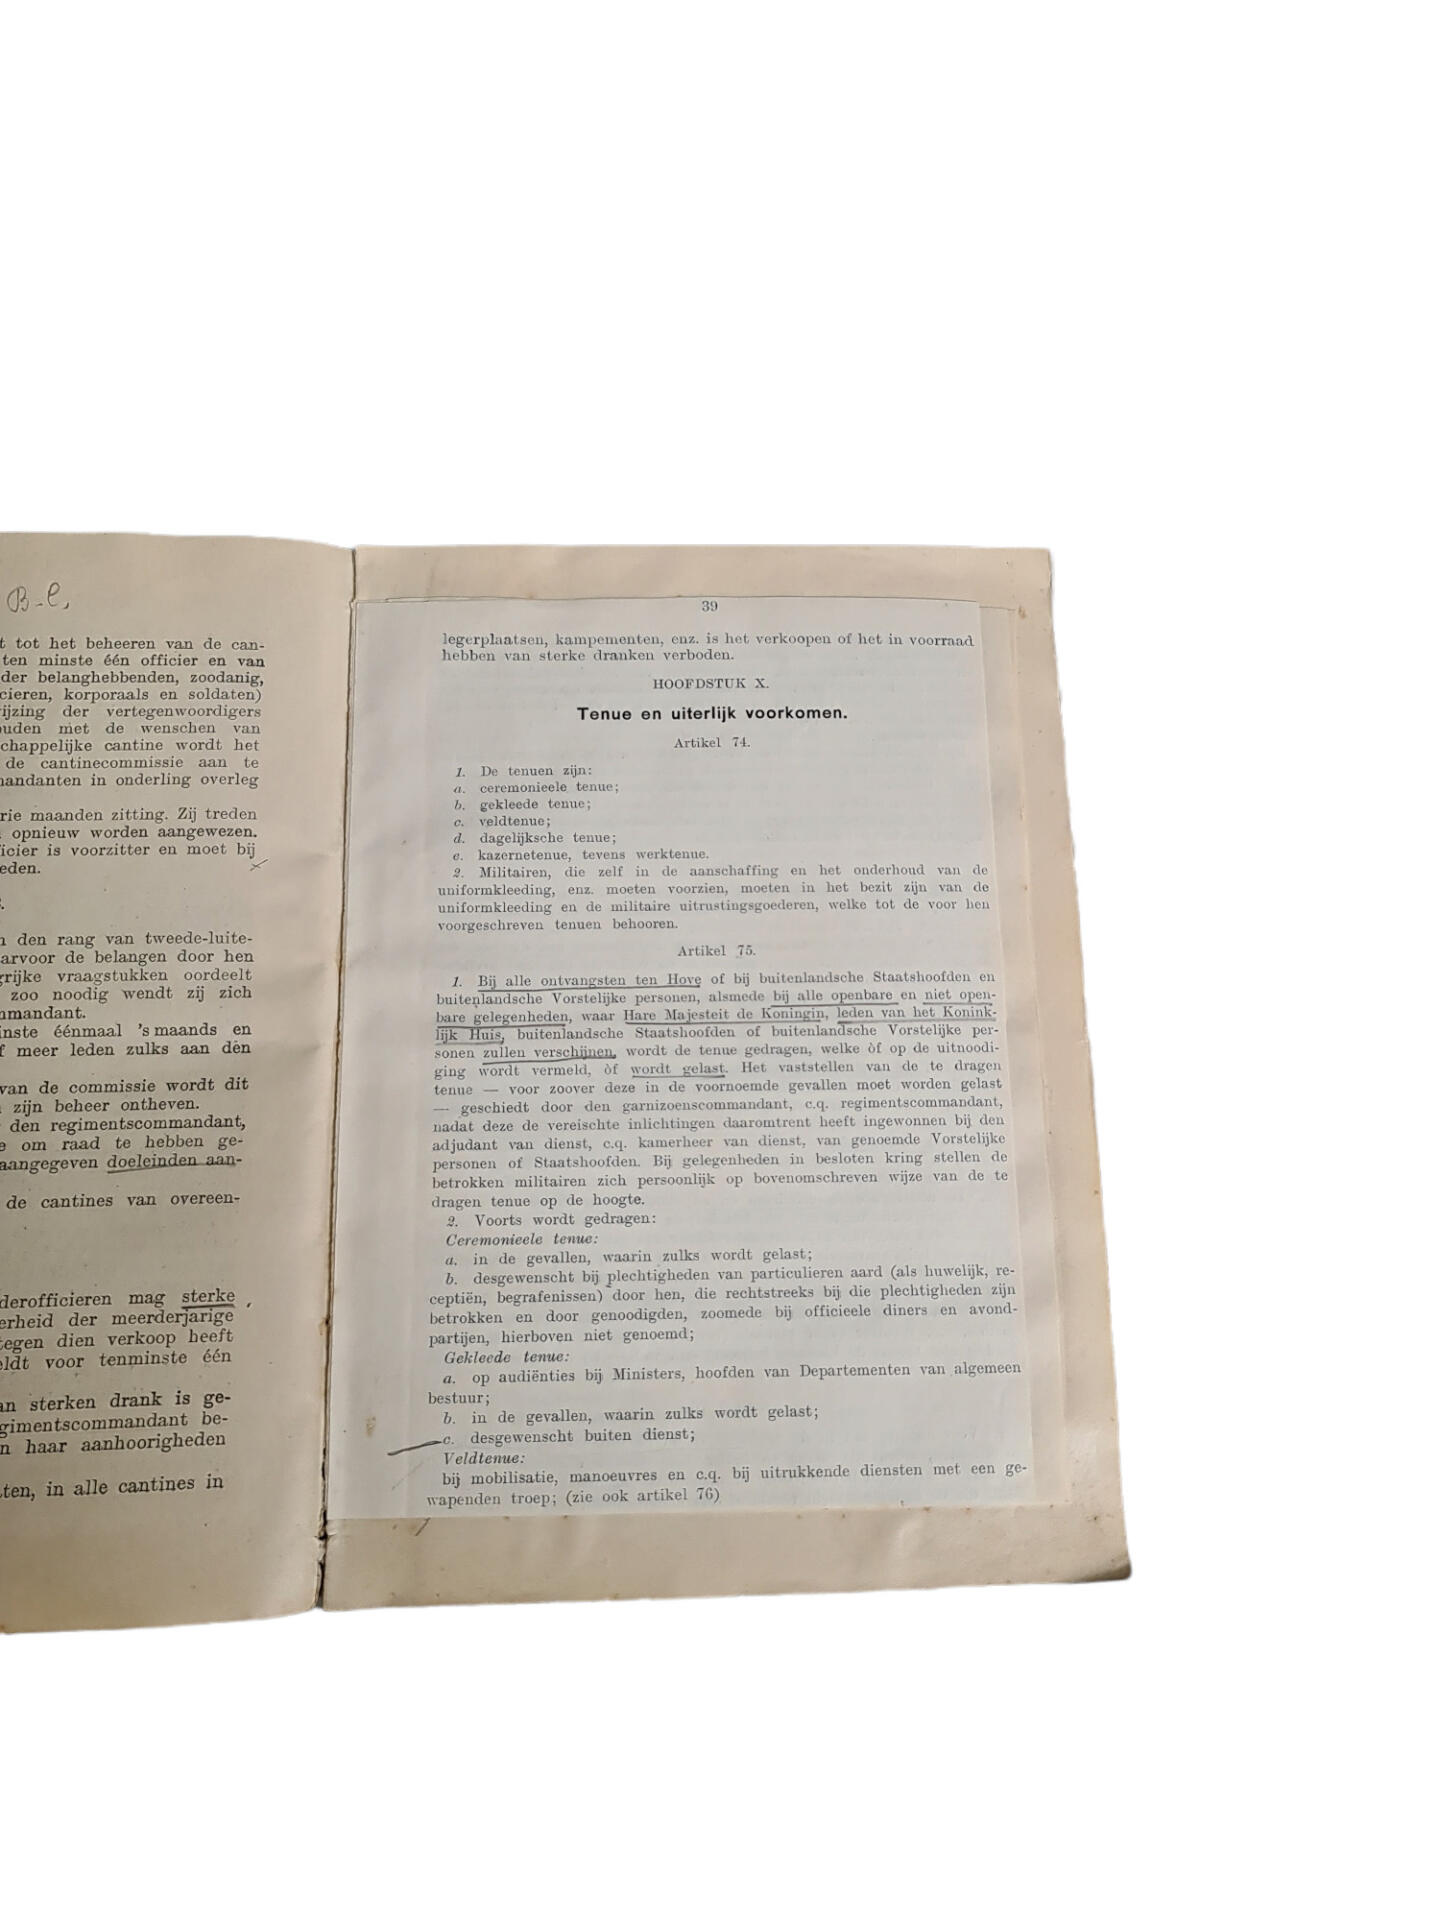 B-C.
t tot het beheeren van de can-
ten minste één officier en van
der belanghebbenden, zoodanig,
cieren, korporaals en soldaten)
ijzing der vertegenwoordigers
ouden met de wenschen van
chappelijke cantine wordt het
de cantinecommissie aan te
nandanten in onderling overleg
rie maanden zitting. Zij treden
opnieuw worden aangewezen.
icier is voorzitter en moet bij
eden.
n den rang van tweede-luite-
arvoor de belangen door hen
grijke vraagstukken oordeelt
zoo noodig wendt zij zich
mmandant.
inste éénmaal 's maands en
f meer leden zulks aan den
van de commissie wordt dit
zijn beheer ontheven.
den regimentscommandant,
e om raad te hebben ge-
aangegeven doeleinden aan-
de cantines van overeen-
derofficieren mag sterke
erheid der meerderjarige
tegen dien verkoop heeft
eldt voor tenminste één
an sterken drank is ge-
gimentscommandant be-
n haar aanhoorigheden
ten, in alle cantines in
39
legerplaatsen, kampementen, enz. is het verkoopen of het in voorraad
hebben van sterke dranken verboden.
HOOFDSTUK X.
Tenue en uiterlijk voorkomen.
Artikel 74.
1. De tenuen zijn:
a. ceremonieele tenue;
b. gekleede tenue;
c. veldtenue;
d. dagelijksche tenue;
e. kazernetenue, tevens werktenue.
2. Militairen, die zelf in de aanschaffing en het onderhoud van de
uniformkleeding, enz. moeten voorzien, moeten in het bezit zijn van de
uniformkleeding en de militaire uitrustingsgoederen, welke tot de voor hen
voorgeschreven tenuen behooren.
Artikel 75.
1. Bij alle ontvangsten ten Hove of bij buitenlandsche Staatshoofden en
buitenlandsche Vorstelijke personen, alsmede bij alle openbare en niet open-
bare gelegenheden, waar Hare Majesteit de Koningin, leden van het Konink-
lijk Huis, buitenlandsche Staatshoofden of buitenlandsche Vorstelijke per-
sonen zullen verschijnen, wordt de tenue gedragen, welke òf op de uitnoodi-
ging wordt vermeld, òf wordt gelast. Het vaststellen van de te dragen
tenue — voor zoover deze in de voornoemde gevallen moet worden gelast
— geschiedt door den garnizoenscommandant, c.q. regimentscommandant,
nadat deze de vereischte inlichtingen daaromtrent heeft ingewonnen bij den
adjudant van dienst, c.q. kamerheer van dienst, van genoemde Vorstelijke
personen of Staatshoofden. Bij gelegenheden in besloten kring stellen de
betrokken militairen zich persoonlijk op bovenomschreven wijze van de te
dragen tenue op de hoogte.
2. Voorts wordt gedragen:
Ceremonieele tenue:
a. in de gevallen, waarin zulks wordt gelast;
b. desgewenscht bij plechtigheden van particulieren aard (als huwelijk, re-
ceptiën, begrafenissen) door hen, die rechtstreeks bij die plechtigheden zijn
betrokken en door genoodigden, zoomede bij officieele diners en avond-
partijen, hierboven niet genoemd;
Gekleede tenue:
a. op audiënties bij Ministers, hoofden van Departementen van algemeen
bestuur;
b. in de gevallen, waarin zulks wordt gelast;
c. desgewenscht buiten dienst;
Veldtenue:
bij mobilisatie, manoeuvres en c.q. bij uitrukkende diensten met een ge-
wapenden troep; (zie ook artikel 76)